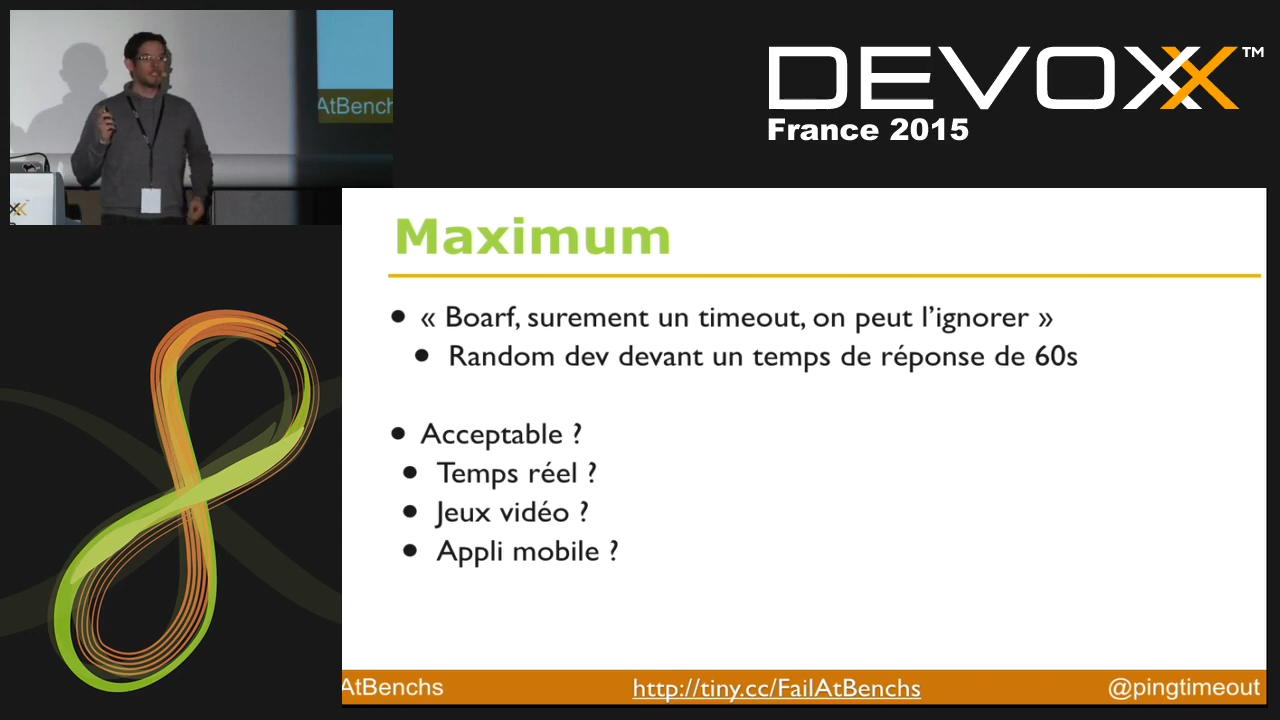 AtBench
DEVOXX™
France 2015
Maximum
• « Boarf, surement un timeout, on peut l’ignorer »
• Random dev devant un temps de réponse de 60s
• Acceptable ?
• Temps réel ?
• Jeux vidéo ?
• Appli mobile ?
AtBenchs
http://tiny.cc/FailAtBenchs
@pingtimeout